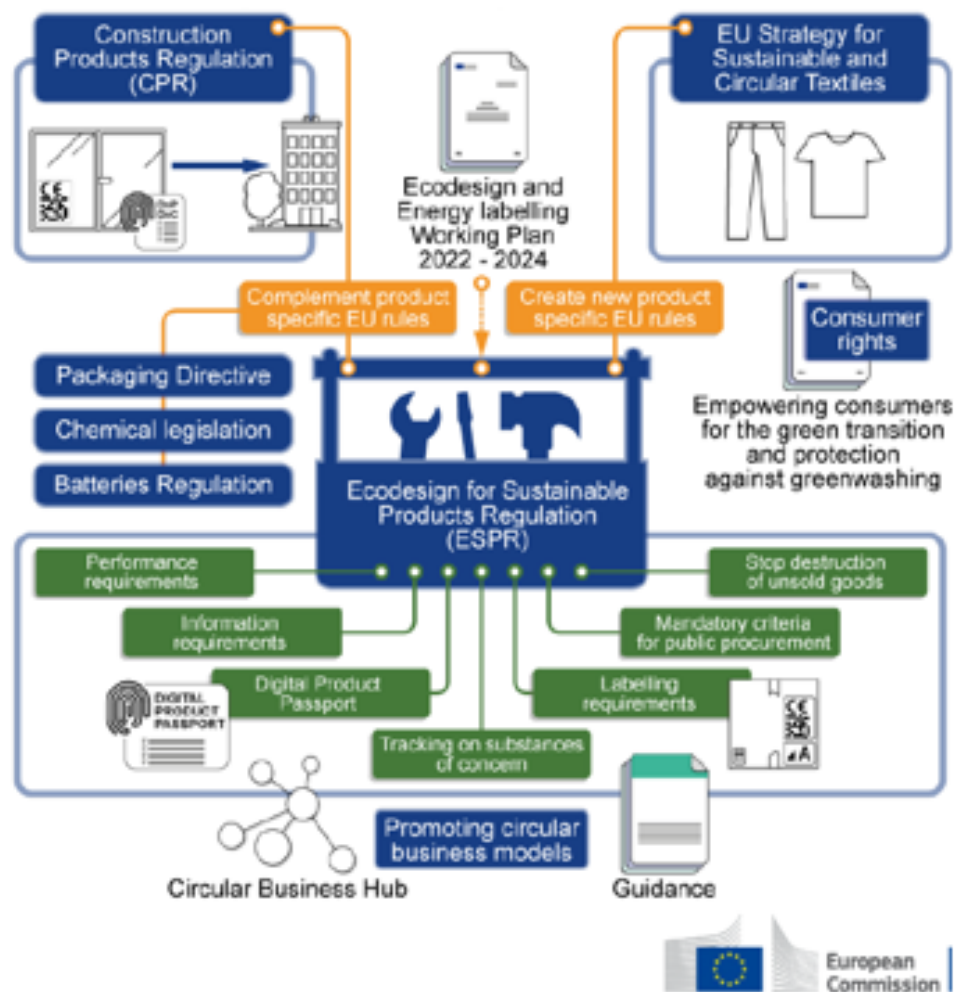 Construction
Products Regulation
(CPR)
EU Strategy for
Sustainable and
Circular Textiles
Ecodesign and
Energy labelling
Working Plan
2022 - 2024
Complement product
specific EU rules
Create new product
specific EU rules
Consumer
rights
Packaging Directive
Chemical legislation
Batteries Regulation
Empowering consumers
for the green transition
and protection
against greenwashing
Ecodesign for Sustainable
Products Regulation
(ESPR)
Performance
requirements
Stop destruction
of unsold goods
Information
requirements
Mandatory criteria
for public procurement
Digital Product
Passport
Labelling
requirements
DIGITAL
PRODUCT
PASSPORT
CE
A
Tracking on substances
of concern
Promoting circular
business models
Circular Business Hub
Guidance
European
Commission